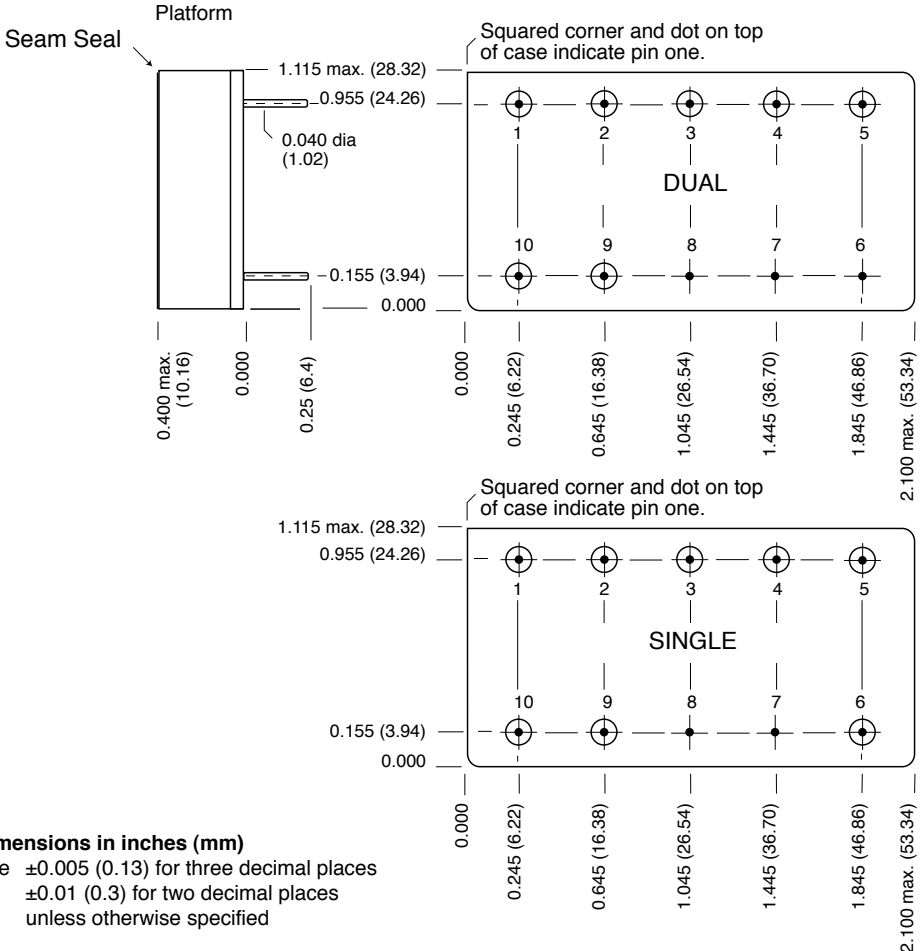 Platform
Seam Seal
Squared corner and dot on top
of case indicate pin one.
1.115 max. (28.32)
0.955 (24.26)
0.040 dia
(1.02)
1 2 3 4 5
DUAL
10 9 8 7 6
0.155 (3.94)
0.000
0.400 max.
(10.16)
0.000
0.25 (6.4)
0.000
0.245 (6.22)
0.645 (16.38)
1.045 (26.54)
1.445 (36.70)
1.845 (46.86)
2.100 max. (53.34)
Squared corner and dot on top
of case indicate pin one.
1.115 max. (28.32)
0.955 (24.26)
1 2 3 4 5
SINGLE
10 9 8 7 6
0.155 (3.94)
0.000
0.000
0.245 (6.22)
0.645 (16.38)
1.045 (26.54)
1.445 (36.70)
1.845 (46.86)
2.100 max. (53.34)
mensions in inches (mm)
e ±0.005 (0.13) for three decimal places
±0.01 (0.3) for two decimal places
unless otherwise specified